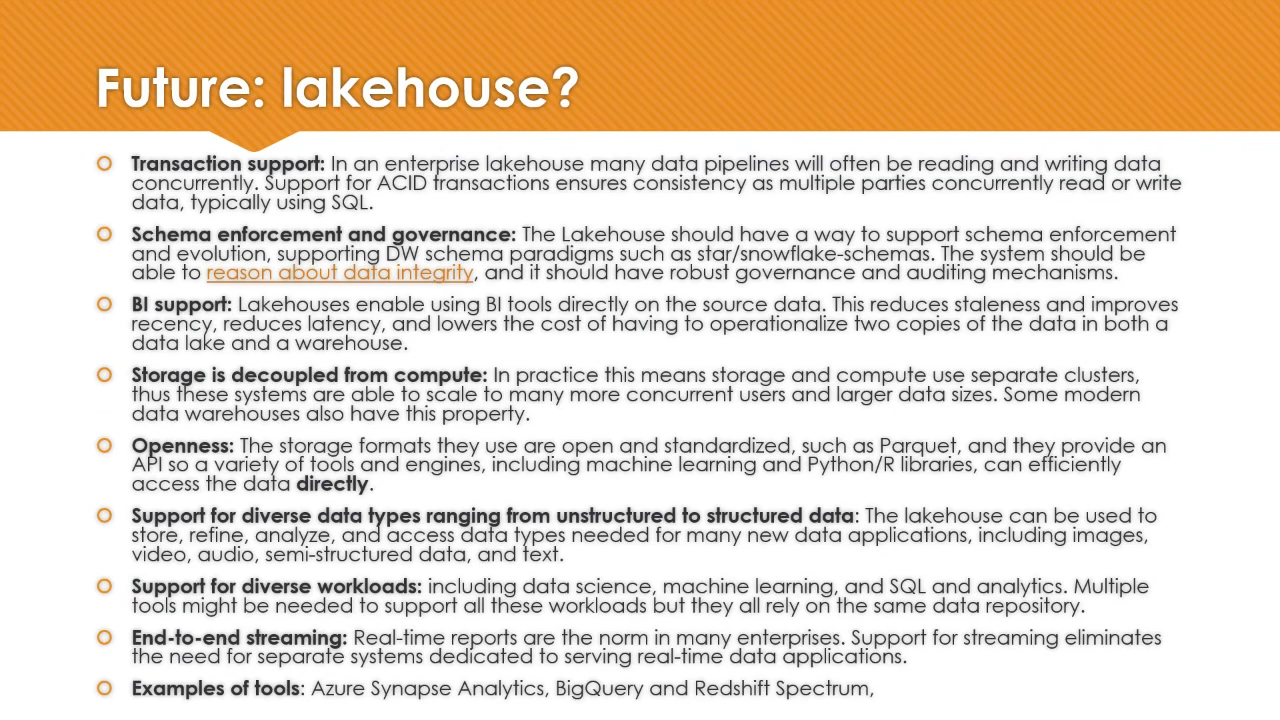 Future: lakehouse?
Transaction support: In an enterprise lakehouse many data pipelines will often be reading and writing data
concurrently. Support for ACID transactions ensures consistency as multiple parties concurrently read or write
data, typically using SQL.
Schema enforcement and governance: The Lakehouse should have a way to support schema enforcement
and evolution, supporting DW schema paradigms such as star/snowflake-schemas. The system should be
able to reason about data integrity, and it should have robust governance and auditing mechanisms.
BI support: Lakehouses enable using BI tools directly on the source data. This reduces staleness and improves
recency, reduces latency, and lowers the cost of having to operationalize two copies of the data in both a
data lake and a warehouse.
Storage is decoupled from compute: In practice this means storage and compute use separate clusters,
thus these systems are able to scale to many more concurrent users and larger data sizes. Some modern
data warehouses also have this property.
Openness: The storage formats they use are open and standardized, such as Parquet, and they provide an
API so a variety of tools and engines, including machine learning and Python/R libraries, can efficiently
access the data directly.
Support for diverse data types ranging from unstructured to structured data: The lakehouse can be used to
store, refine, analyze, and access data types needed for many new data applications, including images,
video, audio, semi-structured data, and text.
Support for diverse workloads: including data science, machine learning, and SQL and analytics. Multiple
tools might be needed to support all these workloads but they all rely on the same data repository.
End-to-end streaming: Real-time reports are the norm in many enterprises. Support for streaming eliminates
the need for separate systems dedicated to serving real-time data applications.
Examples of tools: Azure Synapse Analytics, BigQuery and Redshift Spectrum,